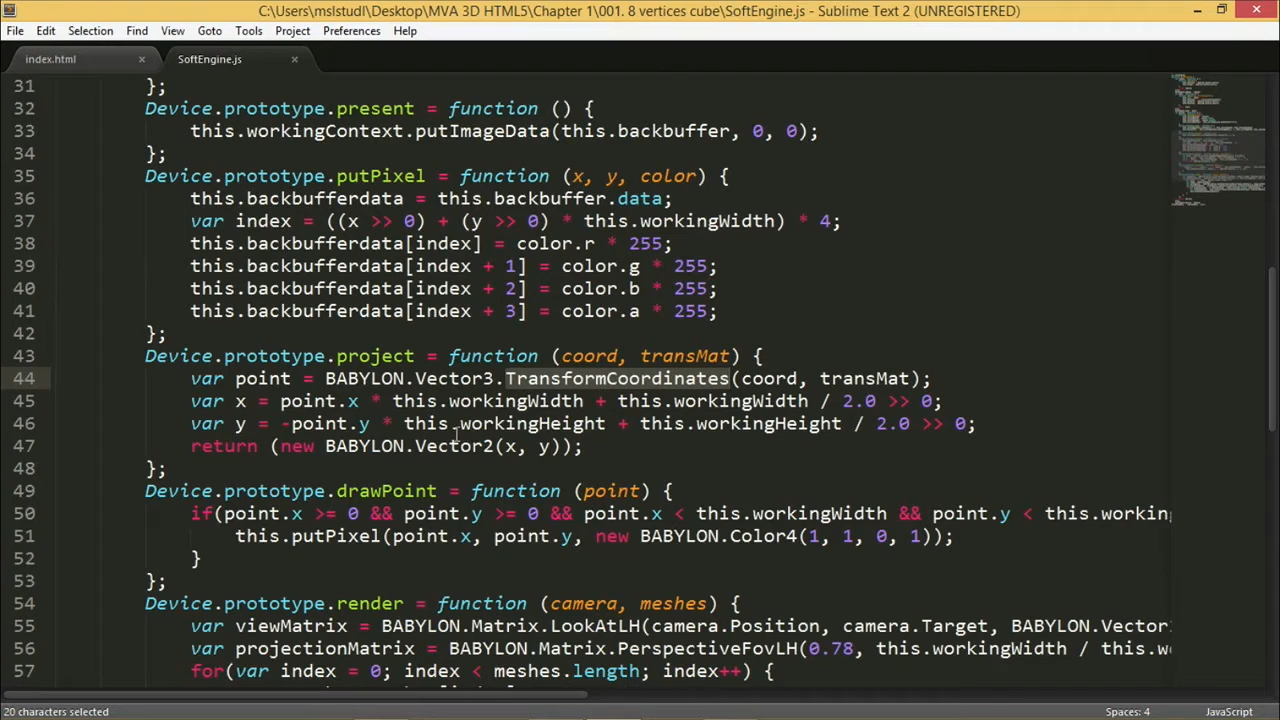 C:\Users\mslstudl\Desktop\MVA 3D HTML5\Chapter 1\001. 8 vertices cube\SoftEngine.js - Sublime Text 2 (UNREGISTERED)
File Edit Selection Find View Goto Tools Project Preferences Help
index.html × SoftEngine.js ×
31 };
32 Device.prototype.present = function () {
33 this.workingContext.putImageData(this.backbuffer, 0, 0);
34 };
35 Device.prototype.putPixel = function (x, y, color) {
36 this.backbufferdata = this.backbuffer.data;
37 var index = ((x >> 0) + (y >> 0) * this.workingWidth) * 4;
38 this.backbufferdata[index] = color.r * 255;
39 this.backbufferdata[index + 1] = color.g * 255;
40 this.backbufferdata[index + 2] = color.b * 255;
41 this.backbufferdata[index + 3] = color.a * 255;
42 };
43 Device.prototype.project = function (coord, transMat) {
44 var point = BABYLON.Vector3.TransformCoordinates(coord, transMat);
45 var x = point.x * this.workingWidth + this.workingWidth / 2.0 >> 0;
46 var y = -point.y * this.workingHeight + this.workingHeight / 2.0 >> 0;
47 return (new BABYLON.Vector2(x, y));
48 };
49 Device.prototype.drawPoint = function (point) {
50 if(point.x >= 0 && point.y >= 0 && point.x < this.workingWidth && point.y < this.working
51 this.putPixel(point.x, point.y, new BABYLON.Color4(1, 1, 0, 1));
52 }
53 };
54 Device.prototype.render = function (camera, meshes) {
55 var viewMatrix = BABYLON.Matrix.LookAtLH(camera.Position, camera.Target, BABYLON.Vector
56 var projectionMatrix = BABYLON.Matrix.PerspectiveFovLH(0.78, this.workingWidth / this.w
57 for(var index = 0; index < meshes.length; index++) {
20 characters selected Spaces: 4 JavaScript